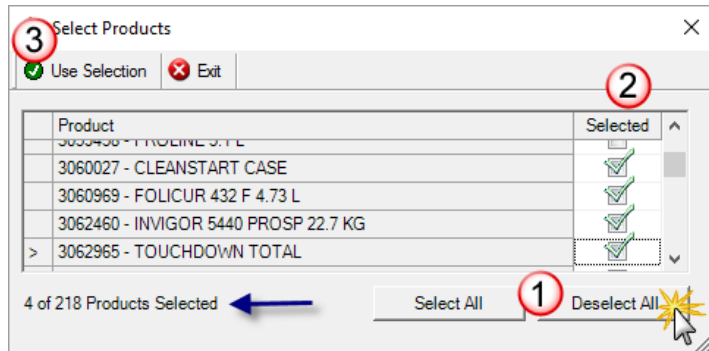 Select Products
3
Use Selection Exit
2
Product Selected
3060027 - CLEANSTART CASE
3060969 - FOLICUR 432 F 4.73 L
3062460 - INVIGOR 5440 PROSP 22.7 KG
> 3062965 - TOUCHDOWN TOTAL
4 of 218 Products Selected Select All 1 Deselect All